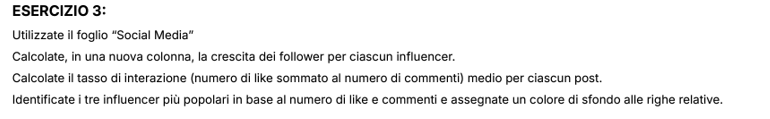 ESERCIZIO 3:
Utilizzate il foglio “Social Media”
Calcolate, in una nuova colonna, la crescita dei follower per ciascun influencer.
Calcolate il tasso di interazione (numero di like sommato al numero di commenti) medio per ciascun post.
Identificate i tre influencer più popolari in base al numero di like e commenti e assegnate un colore di sfondo alle righe relative.